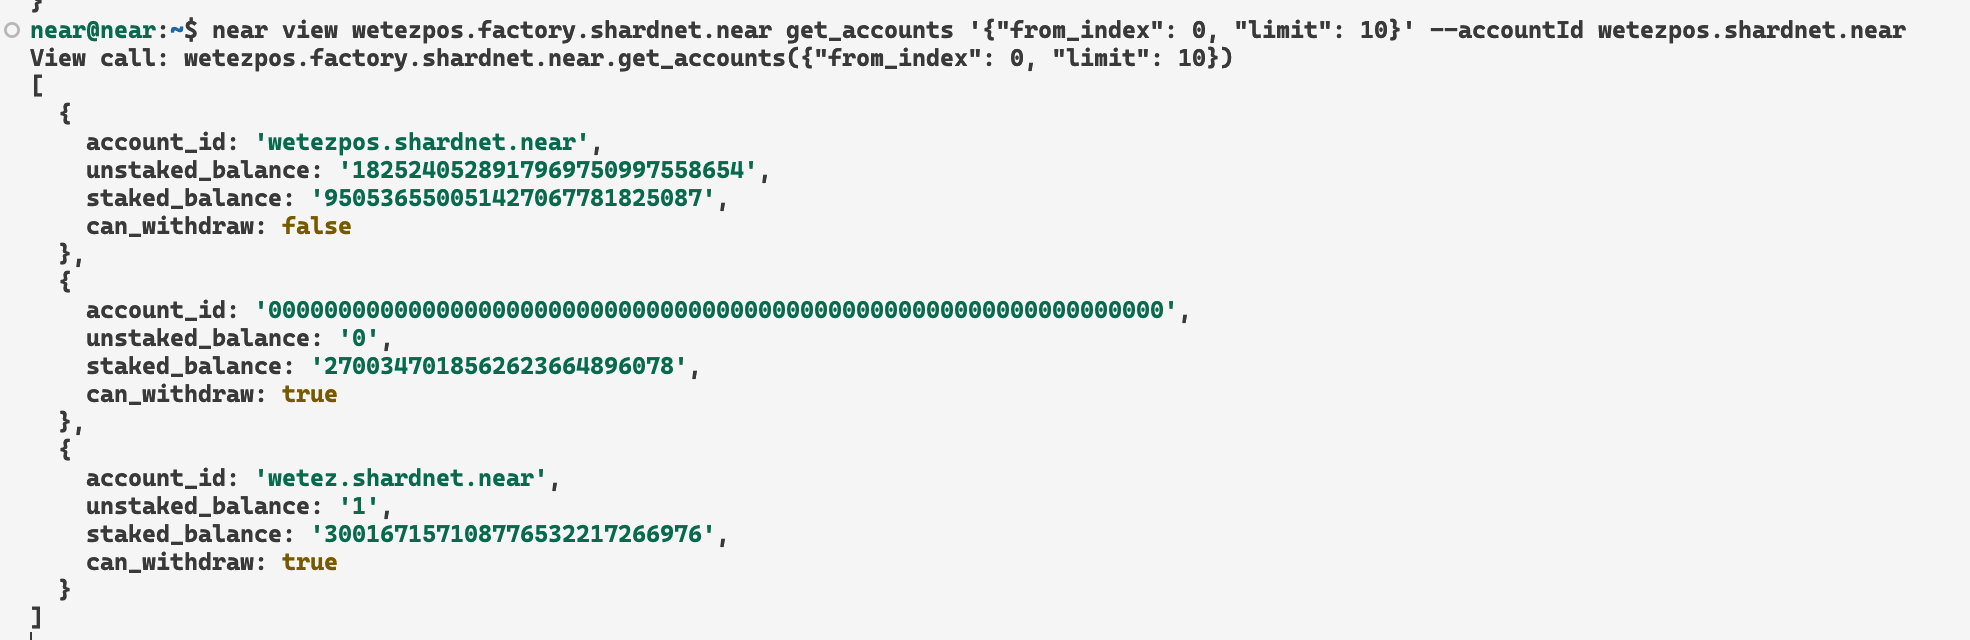 }
near@near:~$ near view wetezpos.factory.shardnet.near get_accounts '{"from_index": 0, "limit": 10}' --accountId wetezpos.shardnet.near
View call: wetezpos.factory.shardnet.near.get_accounts({"from_index": 0, "limit": 10})
[
  {
    account_id: 'wetezpos.shardnet.near',
    unstaked_balance: '1825240528917969750997558654',
    staked_balance: '950536550051427067781825087',
    can_withdraw: false
  },
  {
    account_id: '0000000000000000000000000000000000000000000000000000000000000000',
    unstaked_balance: '0',
    staked_balance: '2700347018562623664896078',
    can_withdraw: true
  },
  {
    account_id: 'wetez.shardnet.near',
    unstaked_balance: '1',
    staked_balance: '300167157108776532217266976',
    can_withdraw: true
  }
]